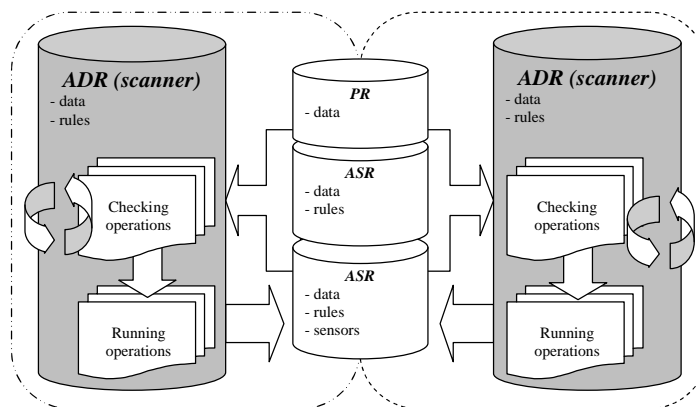 ADR (scanner)
- data
- rules
Checking
operations
Running
operations
PR
- data
ASR
- data
- rules
ASR
- data
- rules
- sensors
ADR (scanner)
- data
- rules
Checking
operations
Running
operations